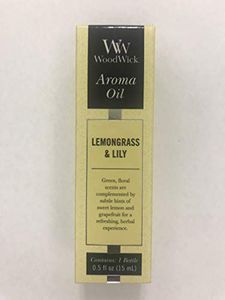 WW
WoodWick
Aroma
Oil
LEMONGRASS
& LILY
Green, floral
scents are
complemented by
subtle hints of
sweet lemon and
grapefruit for a
refreshing, herbal
experience.
Contains: 1 Bottle
0.5 fl oz (15 mL)